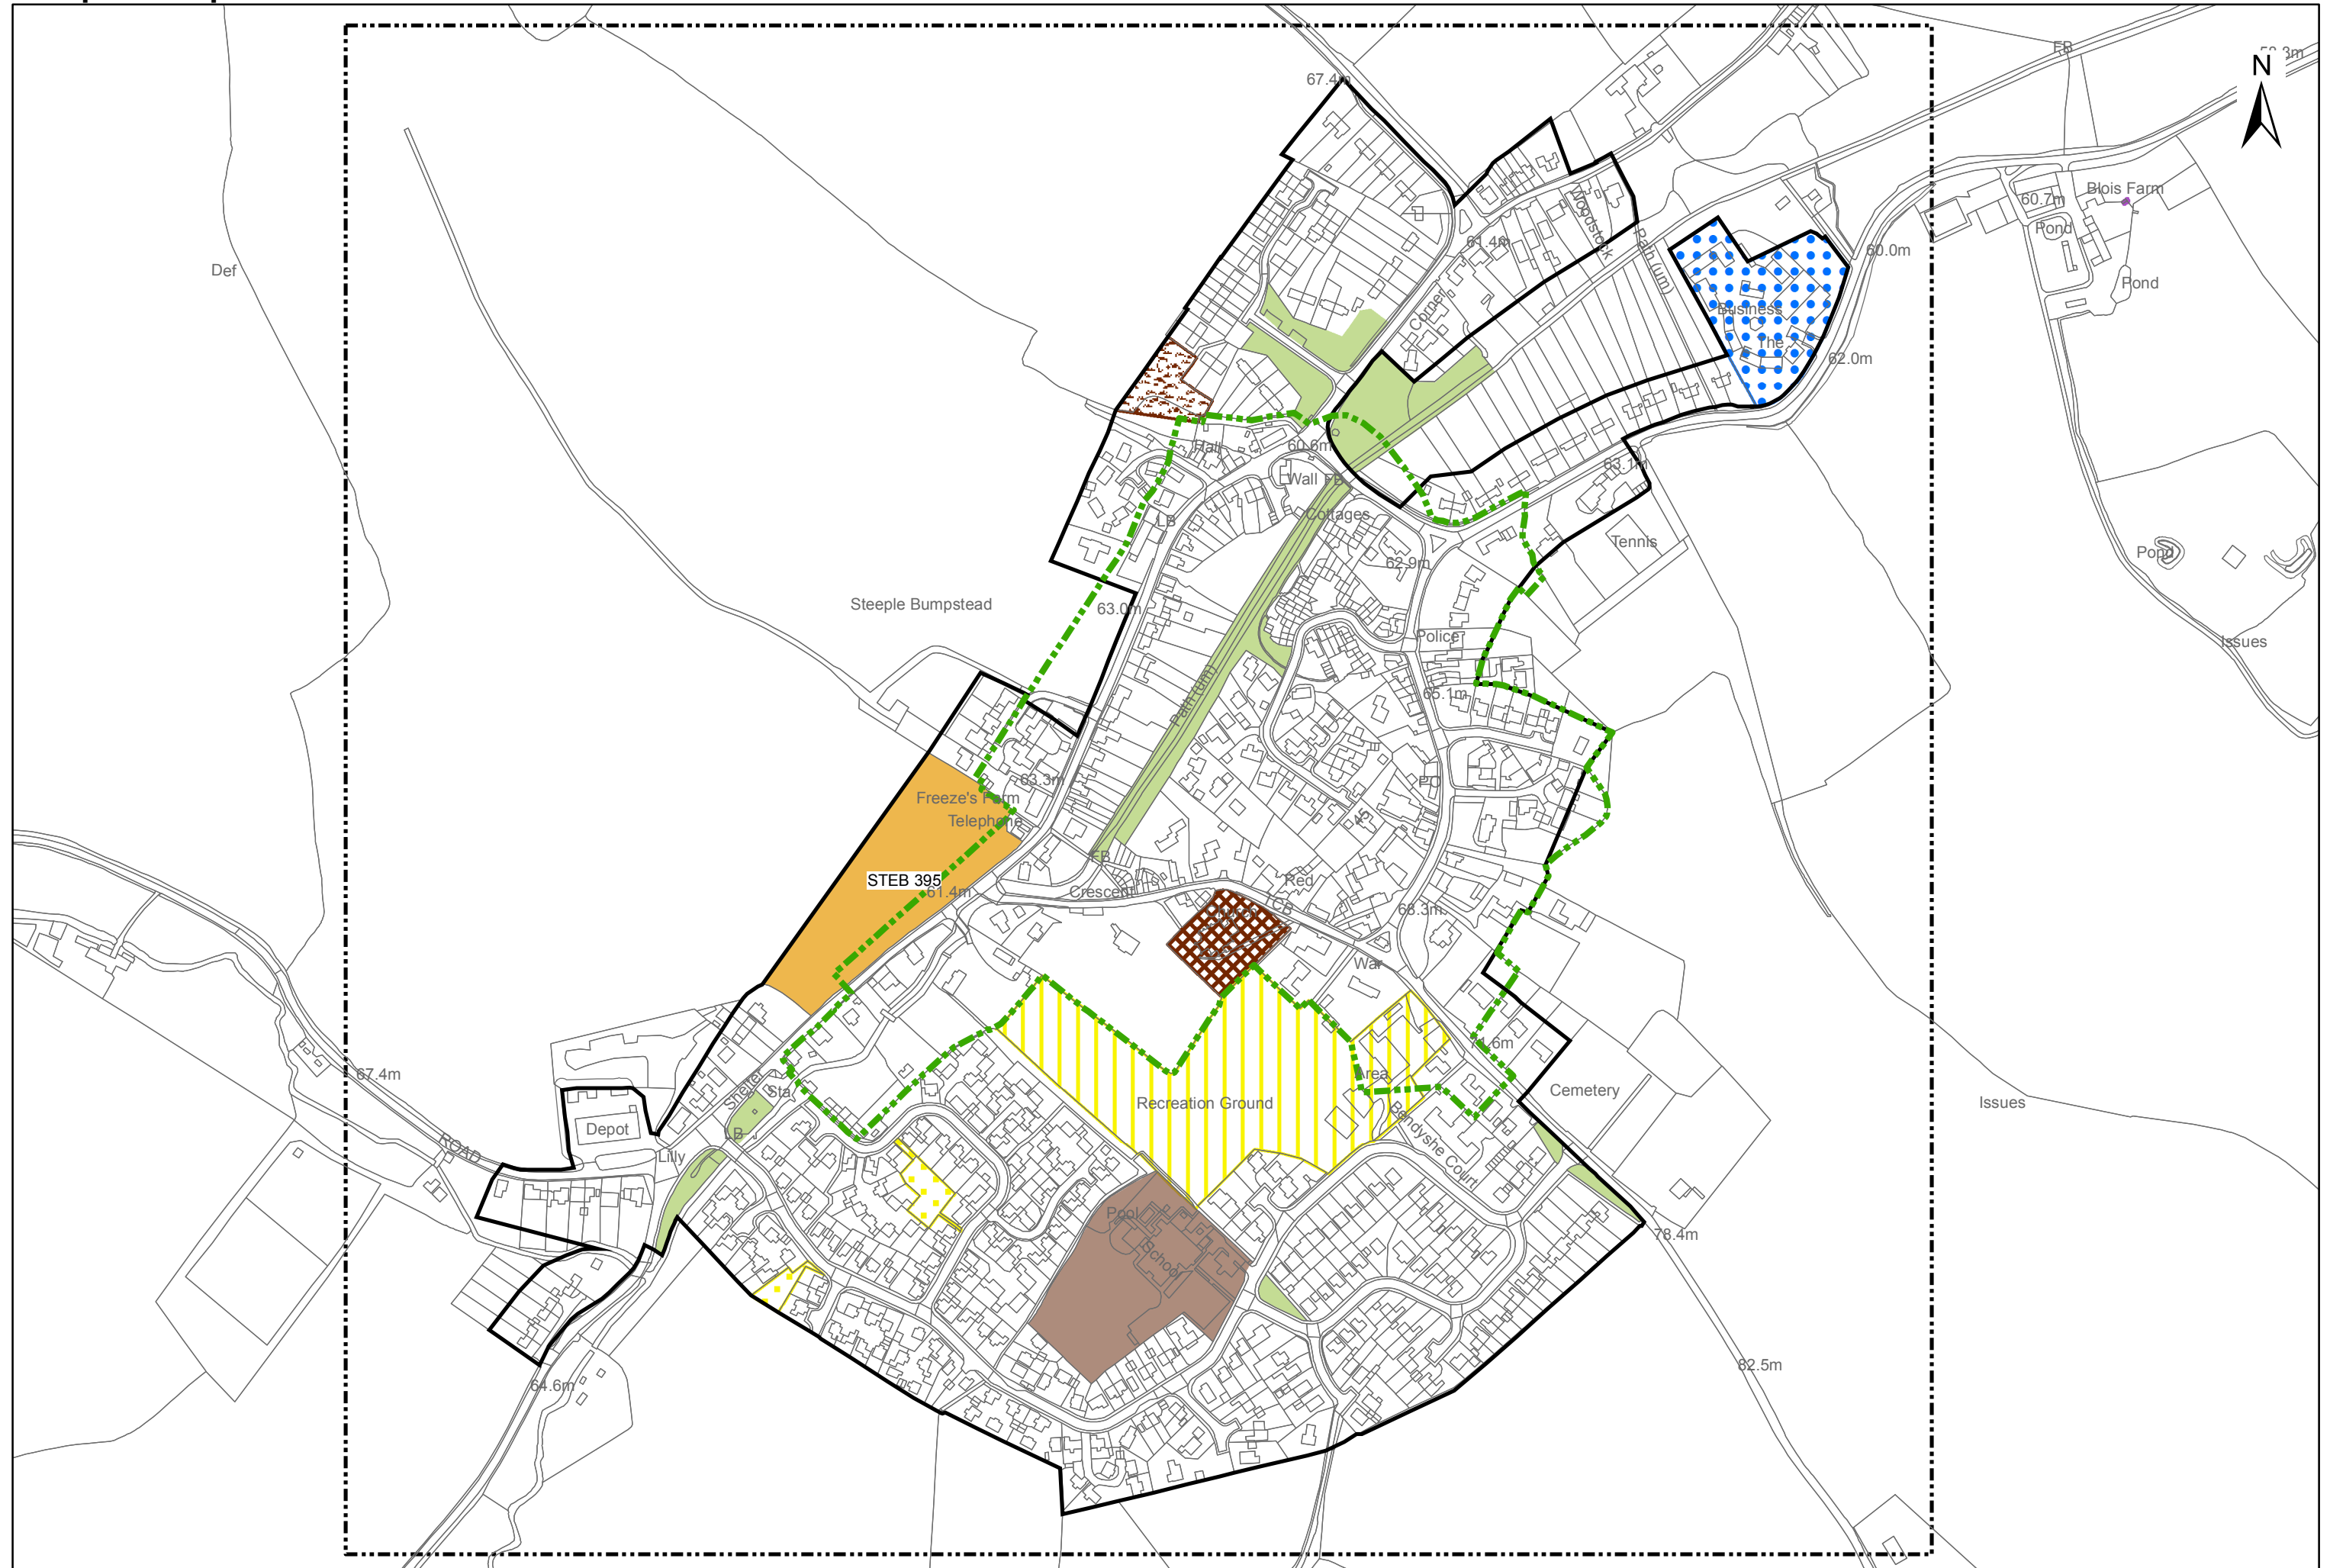 67.4m
FB
N
Blois Farm
60.7m
Pond
Woodstock
61.4m
Path (um)
60.0m
Def
Pond
Business
Corner
The
62.0m
Hall
60.6m
63.1m
Wall FB
LB
Cottages
Tennis
62.9m
Pond
Steeple Bumpstead
63.0m
Police
Issues
Path (um)
65.1m
63.3m
PO
Freeze's Farm
Telephone
45
FB
STEB 395
61.4m
Crescent
Red
CB
Church
68.3m
War
71.6m
67.4m
Area
Shelter
Sta
Recreation Ground
Cemetery
Issues
Depot
LB
Bendyshe Court
ROAD
Lilly
Pool
School
78.4m
82.5m
64.6m